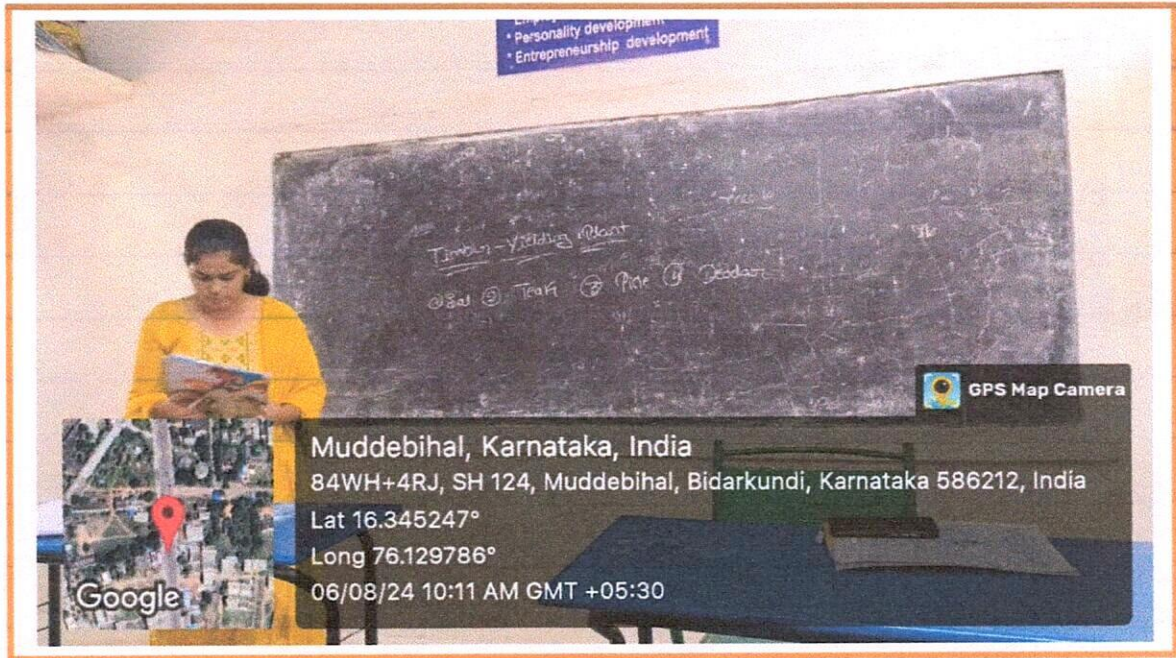 * Personality development
* Entrepreneurship development
Timber-Yielding Plant
① Sal ② Teak ③ Pine ④ Deodar
GPS Map Camera
Muddebihal, Karnataka, India
84WH+4RJ, SH 124, Muddebihal, Bidarkundi, Karnataka 586212, India
Lat 16.345247°
Long 76.129786°
06/08/24 10:11 AM GMT +05:30
Google